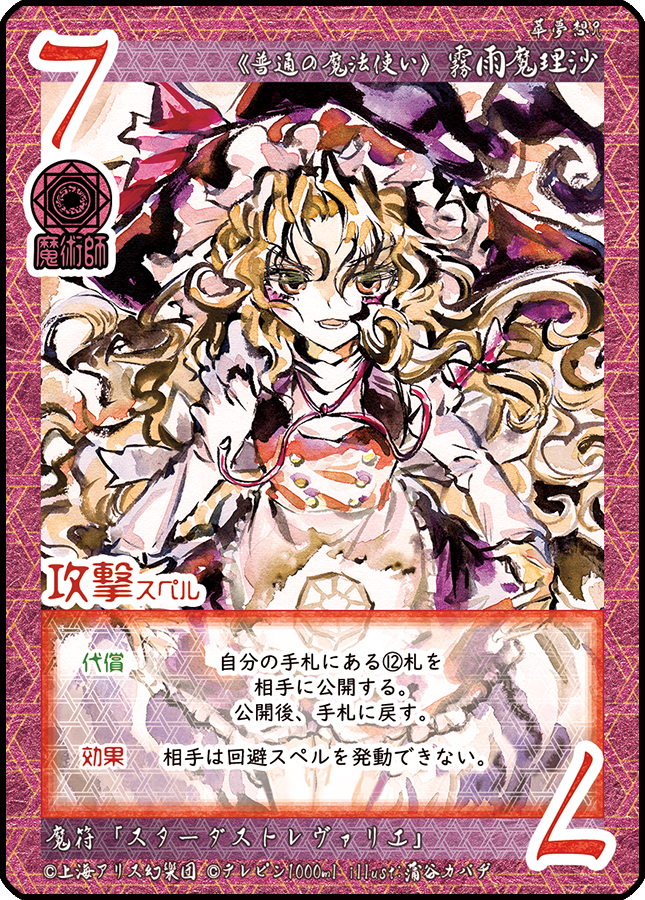 華夢想異
7
《普通の魔法使い》 霧雨魔理沙
魔術師
攻撃スペル
代償
自分の手札にある⑫札を
相手に公開する。
公開後、手札に戻す。
効果
相手は回避スペルを発動できない。
7
魔符「スターダストレヴァリエ」
©上海アリス幻樂団 ©テレピン1000ml illust:蒲谷カバヂ